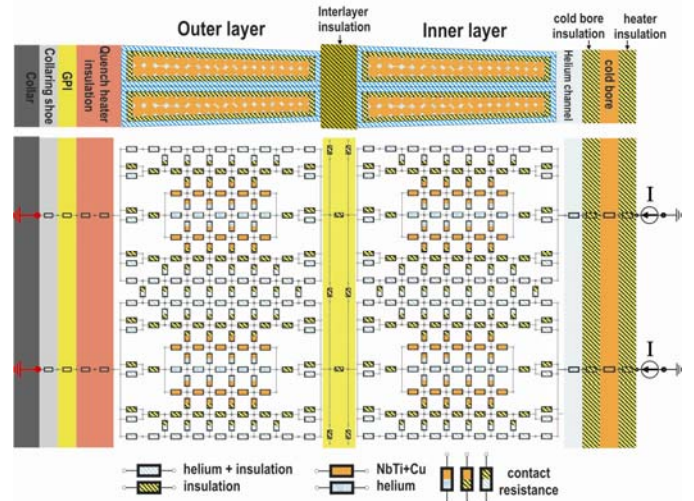 Outer layer
Interlayer
insulation
Inner layer
cold bore
insulation
heater
insulation
Collar
Collaring shoe
GPI
Quench heater
insulation
Helium channel
cold bore
I
I
helium + insulation
insulation
NbTi+Cu
helium
contact
resistance